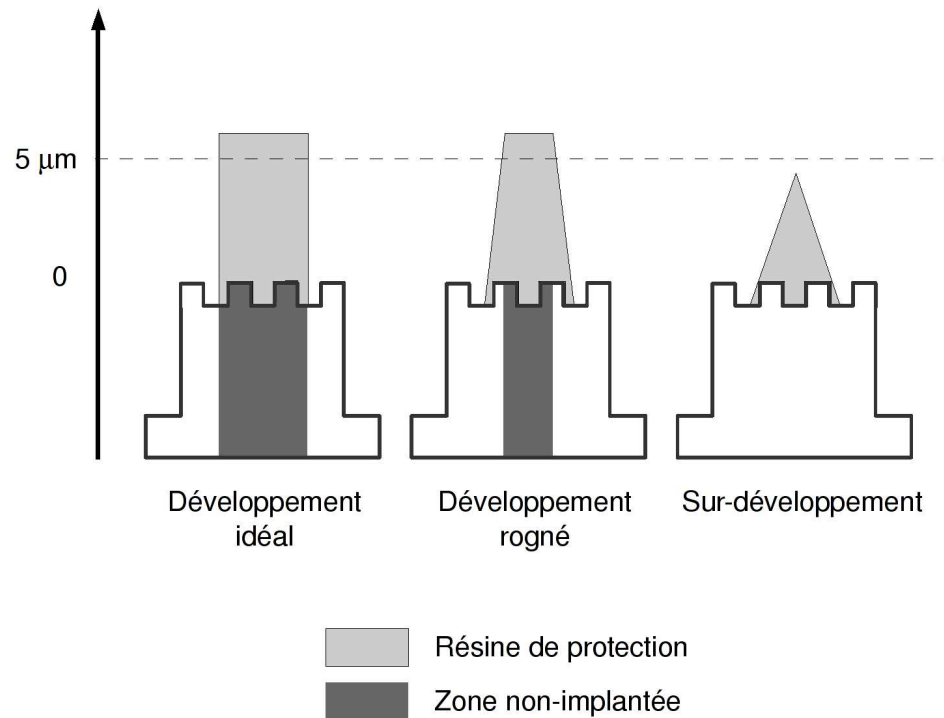 5 μm
0
Développement
idéal
Développement
rogné
Sur-développement
Résine de protection
Zone non-implantée